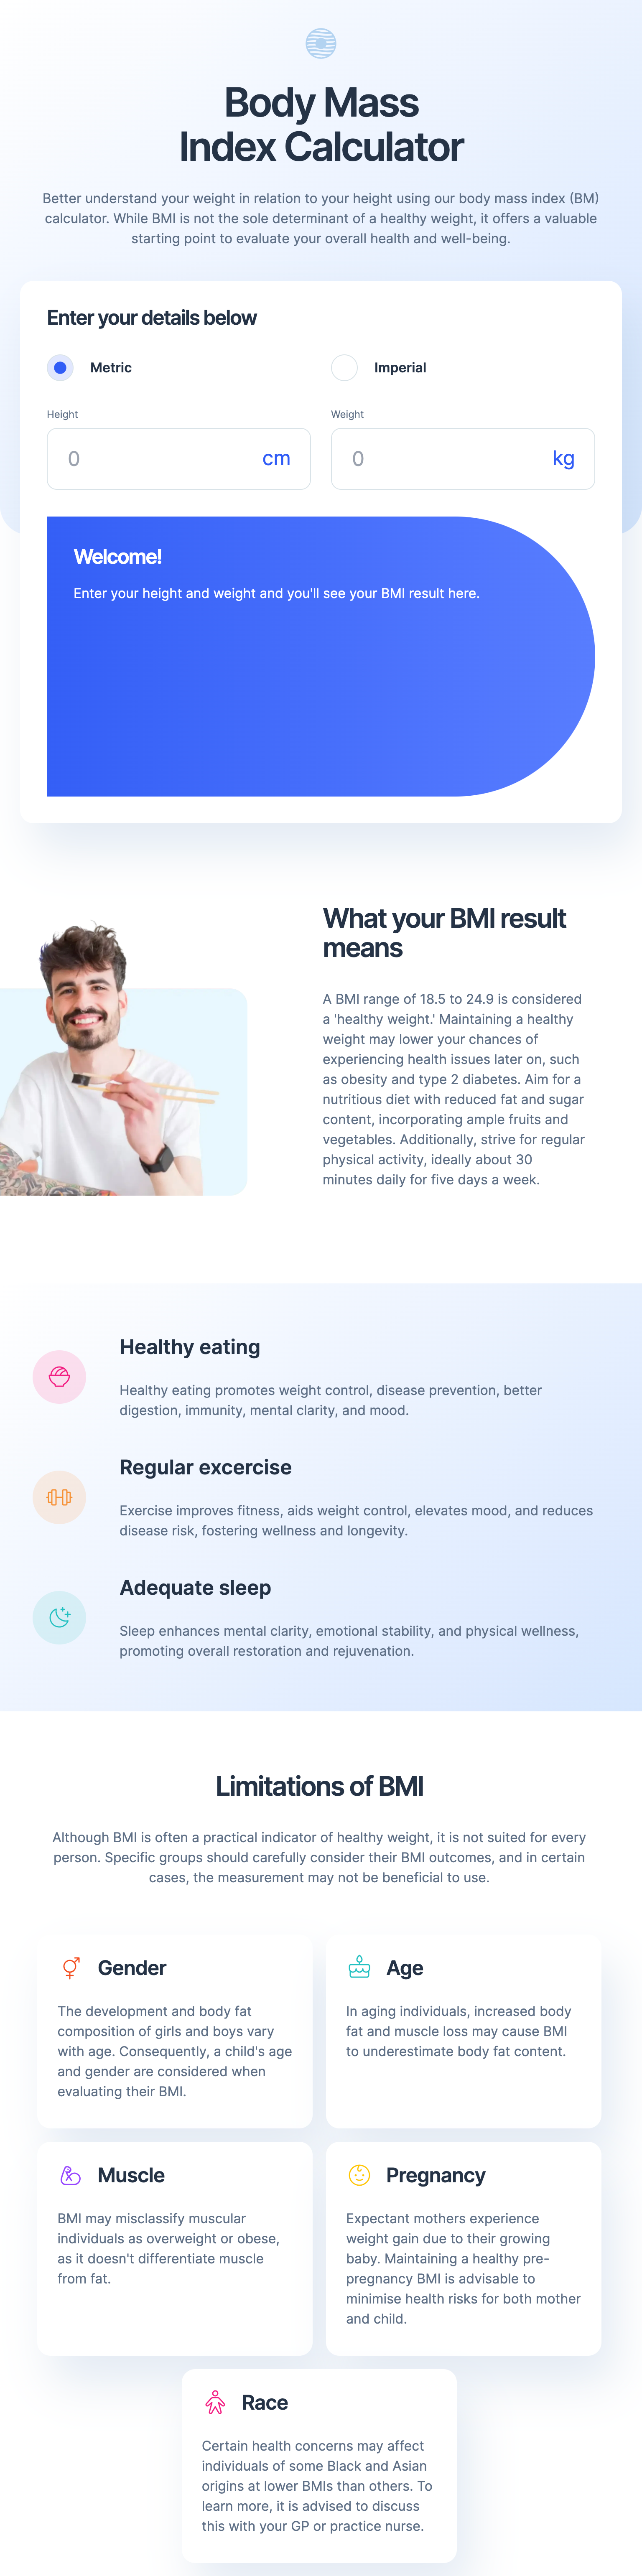 Body Mass
Index Calculator
Better understand your weight in relation to your height using our body mass index (BM)
calculator. While BMI is not the sole determinant of a healthy weight, it offers a valuable
starting point to evaluate your overall health and well-being.
Enter your details below
Metric
Imperial
Height
Weight
0 cm
0 kg
Welcome!
Enter your height and weight and you'll see your BMI result here.
What your BMI result
means
A BMI range of 18.5 to 24.9 is considered
a 'healthy weight.' Maintaining a healthy
weight may lower your chances of
experiencing health issues later on, such
as obesity and type 2 diabetes. Aim for a
nutritious diet with reduced fat and sugar
content, incorporating ample fruits and
vegetables. Additionally, strive for regular
physical activity, ideally about 30
minutes daily for five days a week.
Healthy eating
Healthy eating promotes weight control, disease prevention, better
digestion, immunity, mental clarity, and mood.
Regular excercise
Exercise improves fitness, aids weight control, elevates mood, and reduces
disease risk, fostering wellness and longevity.
Adequate sleep
Sleep enhances mental clarity, emotional stability, and physical wellness,
promoting overall restoration and rejuvenation.
Limitations of BMI
Although BMI is often a practical indicator of healthy weight, it is not suited for every
person. Specific groups should carefully consider their BMI outcomes, and in certain
cases, the measurement may not be beneficial to use.
Gender
The development and body fat
composition of girls and boys vary
with age. Consequently, a child's age
and gender are considered when
evaluating their BMI.
Age
In aging individuals, increased body
fat and muscle loss may cause BMI
to underestimate body fat content.
Muscle
BMI may misclassify muscular
individuals as overweight or obese,
as it doesn't differentiate muscle
from fat.
Pregnancy
Expectant mothers experience
weight gain due to their growing
baby. Maintaining a healthy pre-
pregnancy BMI is advisable to
minimise health risks for both mother
and child.
Race
Certain health concerns may affect
individuals of some Black and Asian
origins at lower BMIs than others. To
learn more, it is advised to discuss
this with your GP or practice nurse.